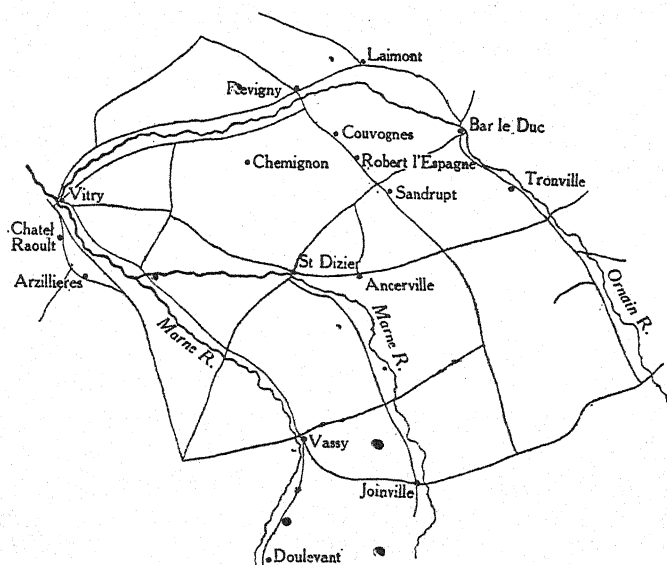 Laimont
Revigny
Bar le Duc
Couvognes
Chemignon
Robert l'Espagne
Tronville
Sandrupt
Vitry
Chatel
Raoult
St Dizier
Arzillieres
Ancerville
Ornain R.
Marne R.
Marne R.
Vassy
Joinville
Doulevant